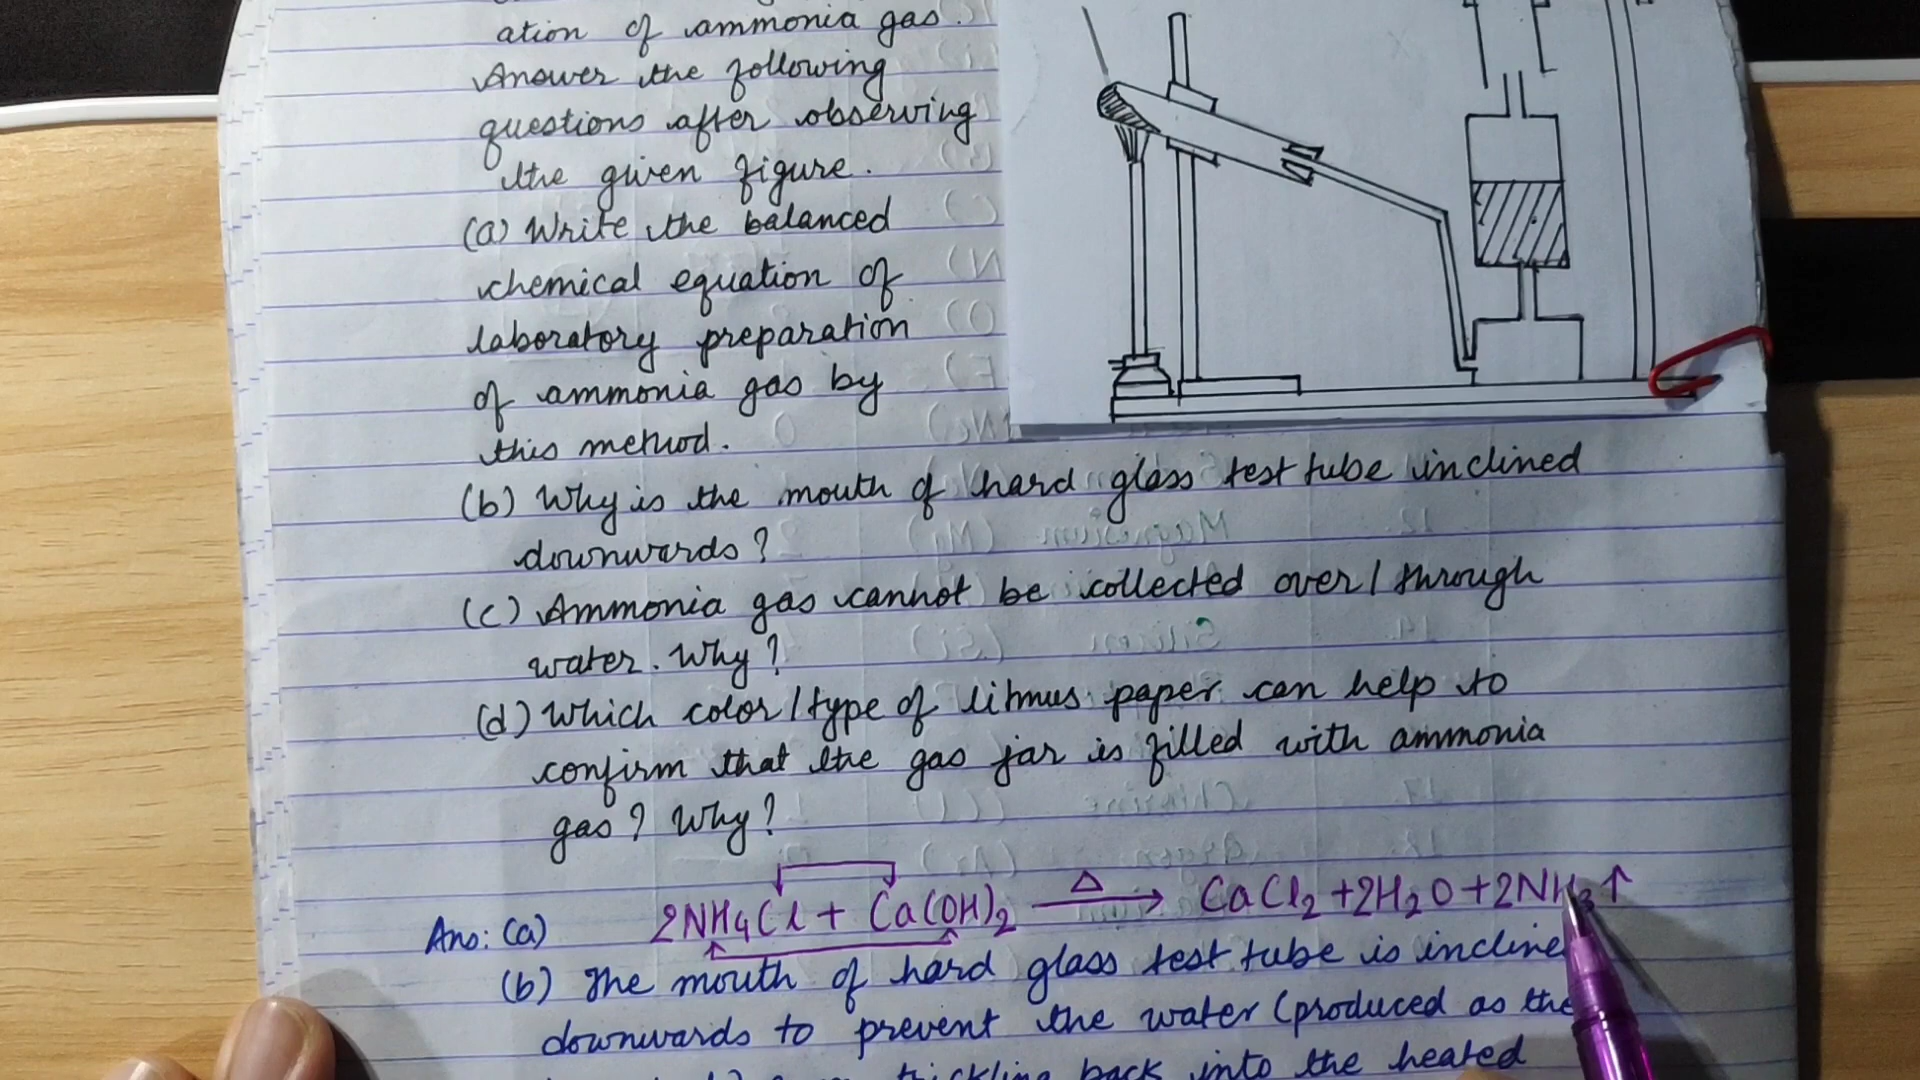 ation of ammonia gas.
Answer the following
questions after observing
the given figure.
(a) Write the balanced
chemical equation of
laboratory preparation
of ammonia gas by
this method.
(b) Why is the mouth of hard glass test tube inclined
downwards?
(c) Ammonia gas cannot be collected over/through
water. Why?
(d) Which color/type of litmus paper can help to
confirm that the gas jar is filled with ammonia
gas? Why?
Ans: (a) 2NH4Cl + Ca(OH)2 —Δ→ CaCl2 + 2H2O + 2NH3↑
(b) The mouth of hard glass test tube is incline
downwards to prevent the water (produced as the
trickling back into the heated